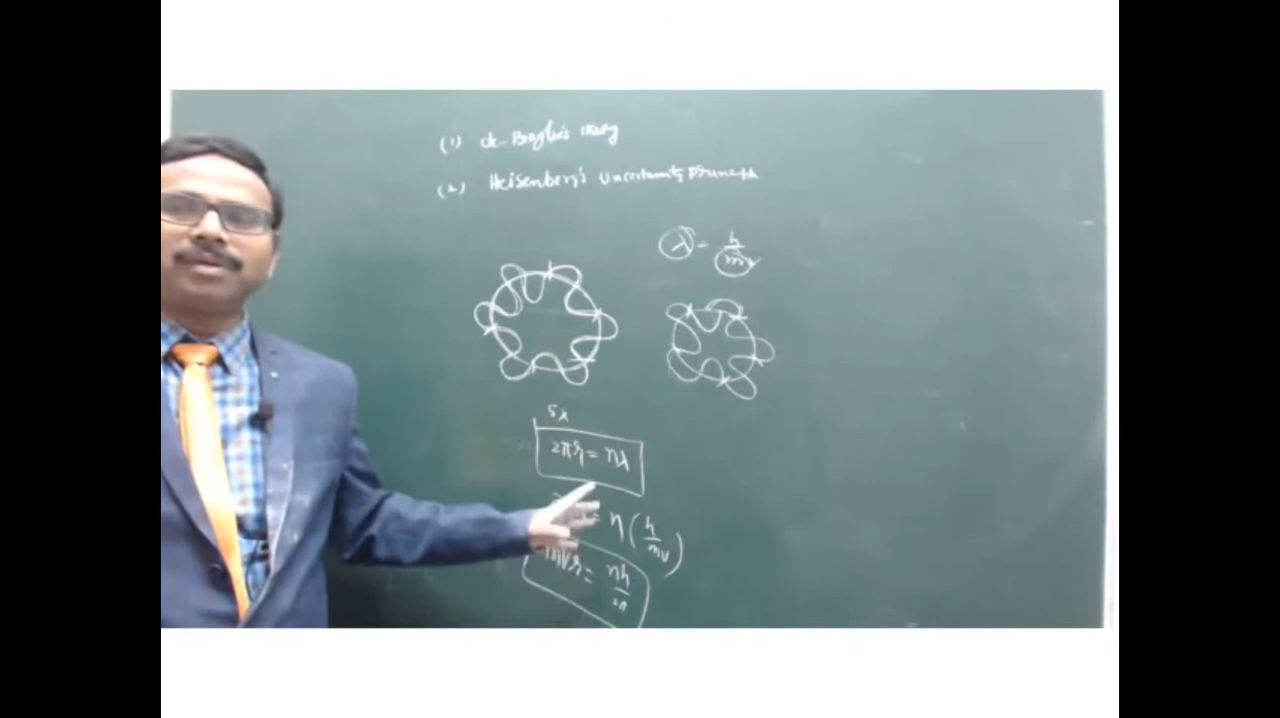 (1) de-Broglie's theory
(2) Heisenberg's Uncertainty Principle
λ = h/mv
5λ
2πr = nλ
= n(h/mv)
mvr = nh/2π